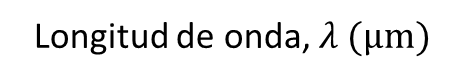 Longitud de onda, λ (μm)